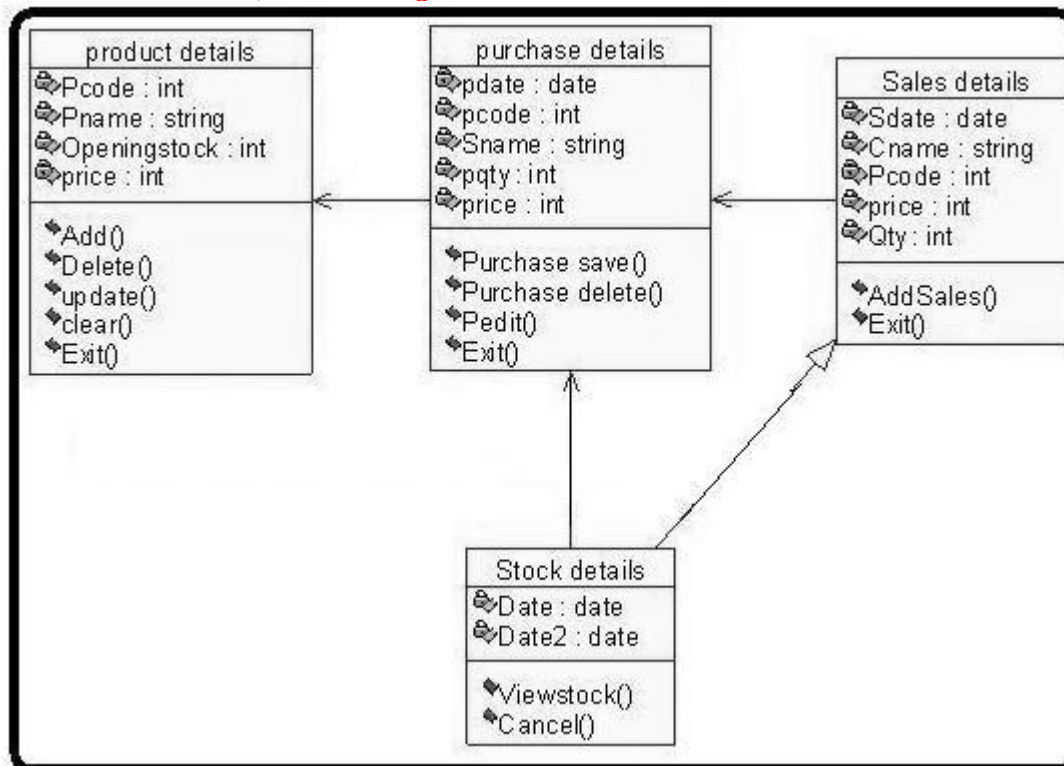 product details
Pcode : int
Pname : string
Openingstock : int
price : int
Add()
Delete()
update()
clear()
Exit()
purchase details
pdate : date
pcode : int
Sname : string
pqty : int
price : int
Purchase save()
Purchase delete()
Pedit()
Exit()
Sales details
Sdate : date
Cname : string
Pcode : int
price : int
Qty : int
AddSales()
Exit()
Stock details
Date : date
Date2 : date
Viewstock()
Cancel()